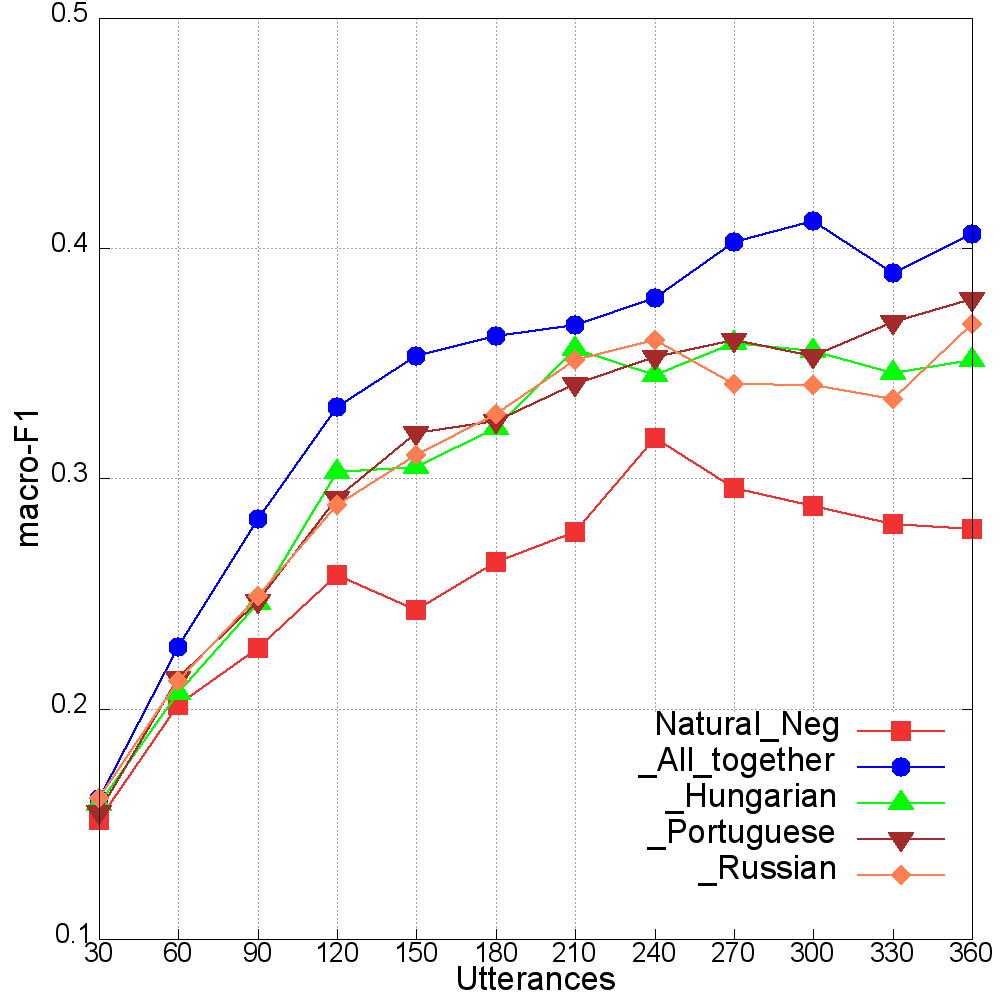 0.5
0.4
0.3
0.2
0.1
macro-F1
Natural_Neg
_All_together
_Hungarian
_Portuguese
_Russian
30 60 90 120 150 180 210 240 270 300 330 360
Utterances